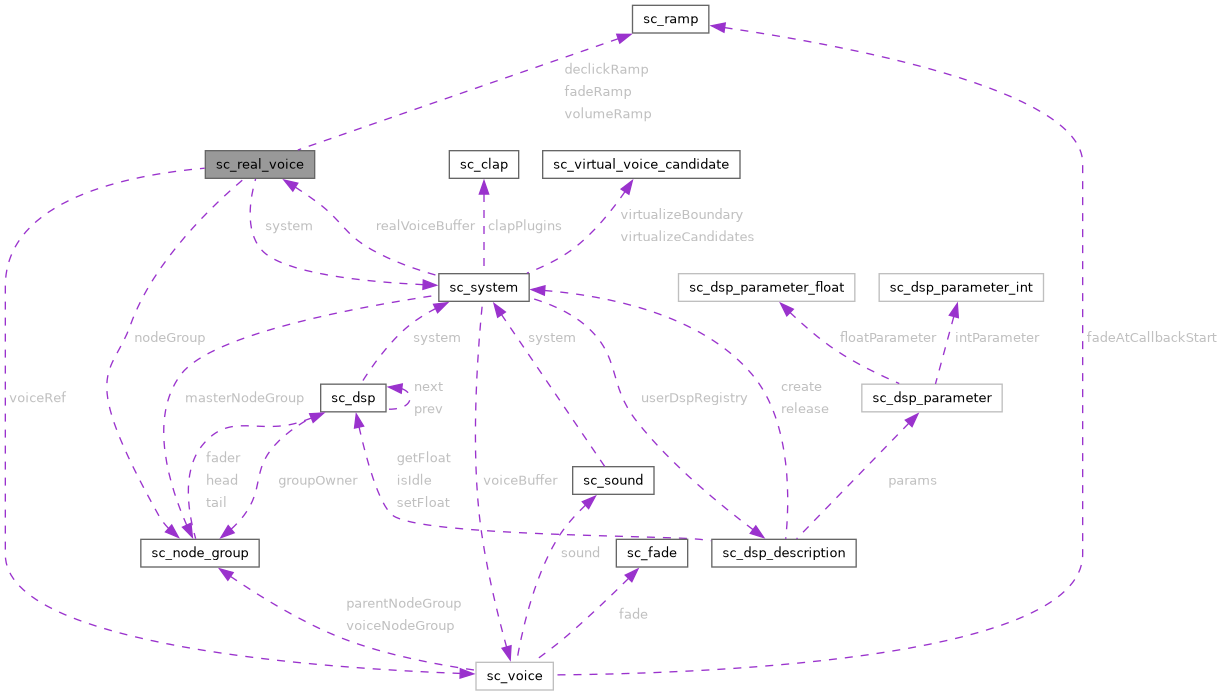 sc_ramp
declickRamp
fadeRamp
volumeRamp
sc_real_voice
sc_clap
sc_virtual_voice_candidate
system
realVoiceBuffer
clapPlugins
virtualizeBoundary
virtualizeCandidates
sc_system
sc_dsp_parameter_float
sc_dsp_parameter_int
nodeGroup
system
system
floatParameter
intParameter
fadeAtCallbackStart
voiceRef
masterNodeGroup
sc_dsp
next
prev
userDspRegistry
create
release
sc_dsp_parameter
fader
head
tail
groupOwner
getFloat
isIdle
setFloat
voiceBuffer
sc_sound
params
sc_node_group
sound
sc_fade
sc_dsp_description
parentNodeGroup
voiceNodeGroup
fade
sc_voice